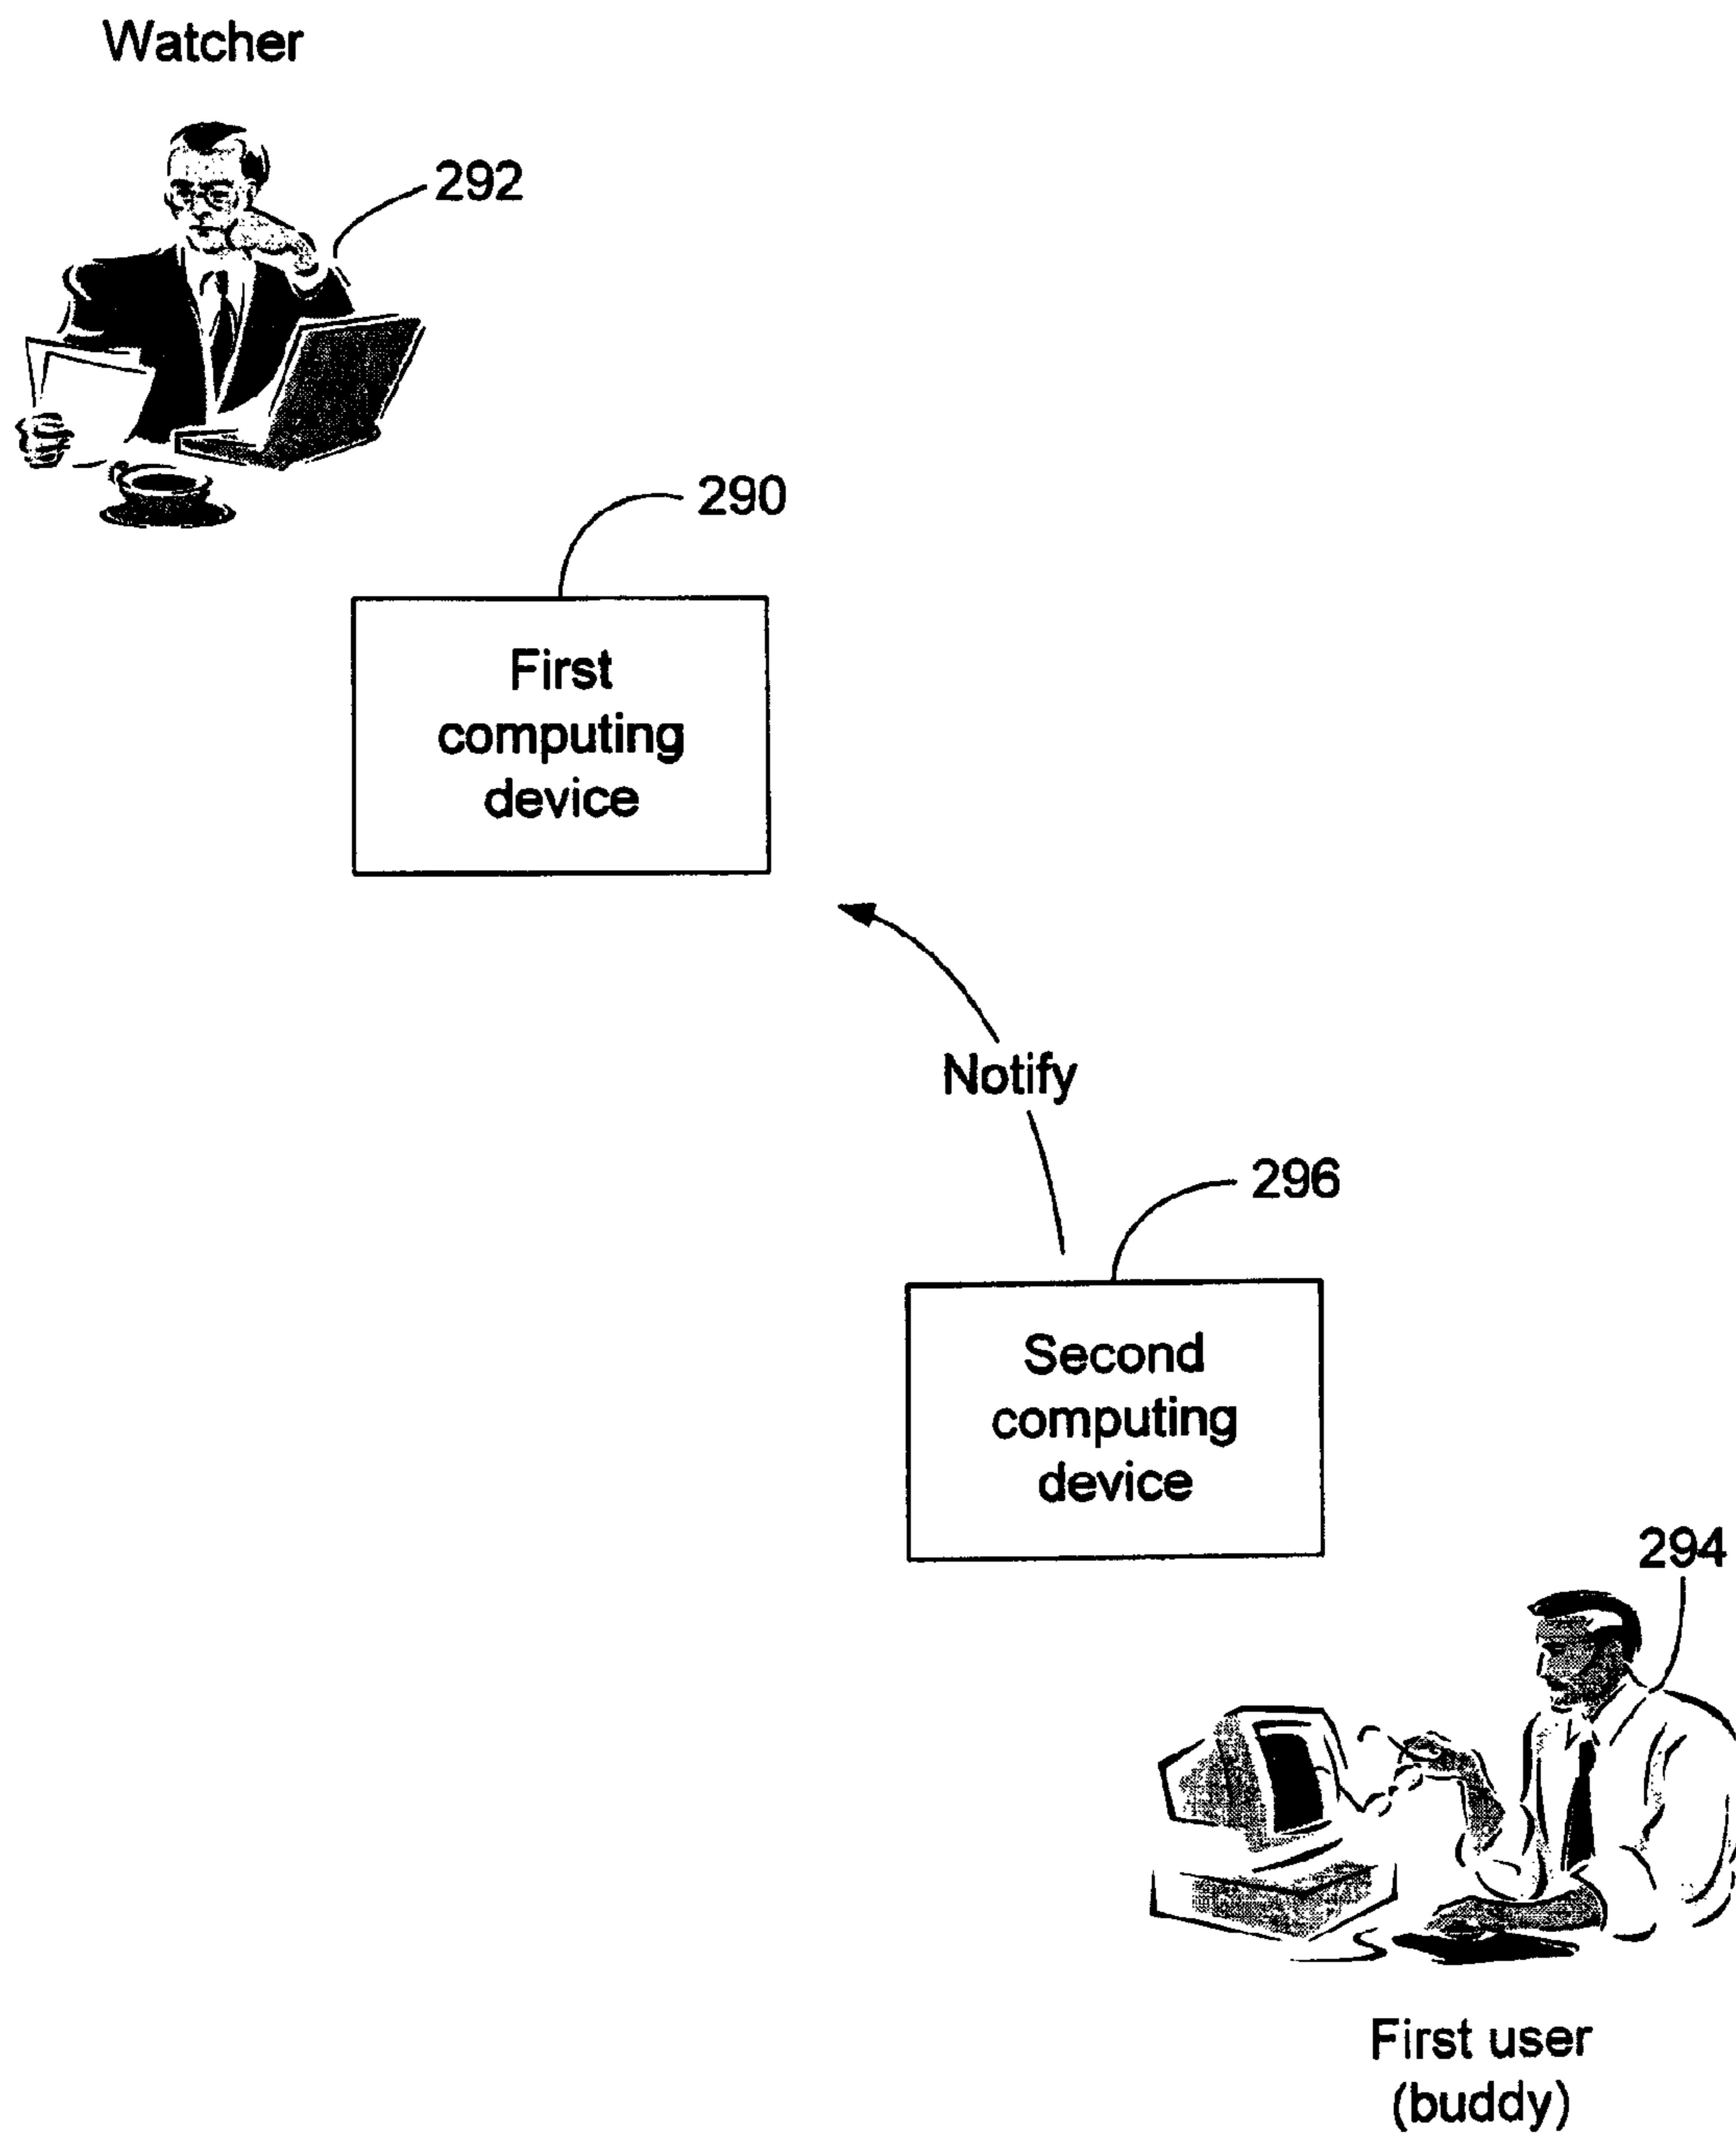 Watcher
292
290
First
computing
device
Notify
296
Second
computing
device
294
First user
(buddy)